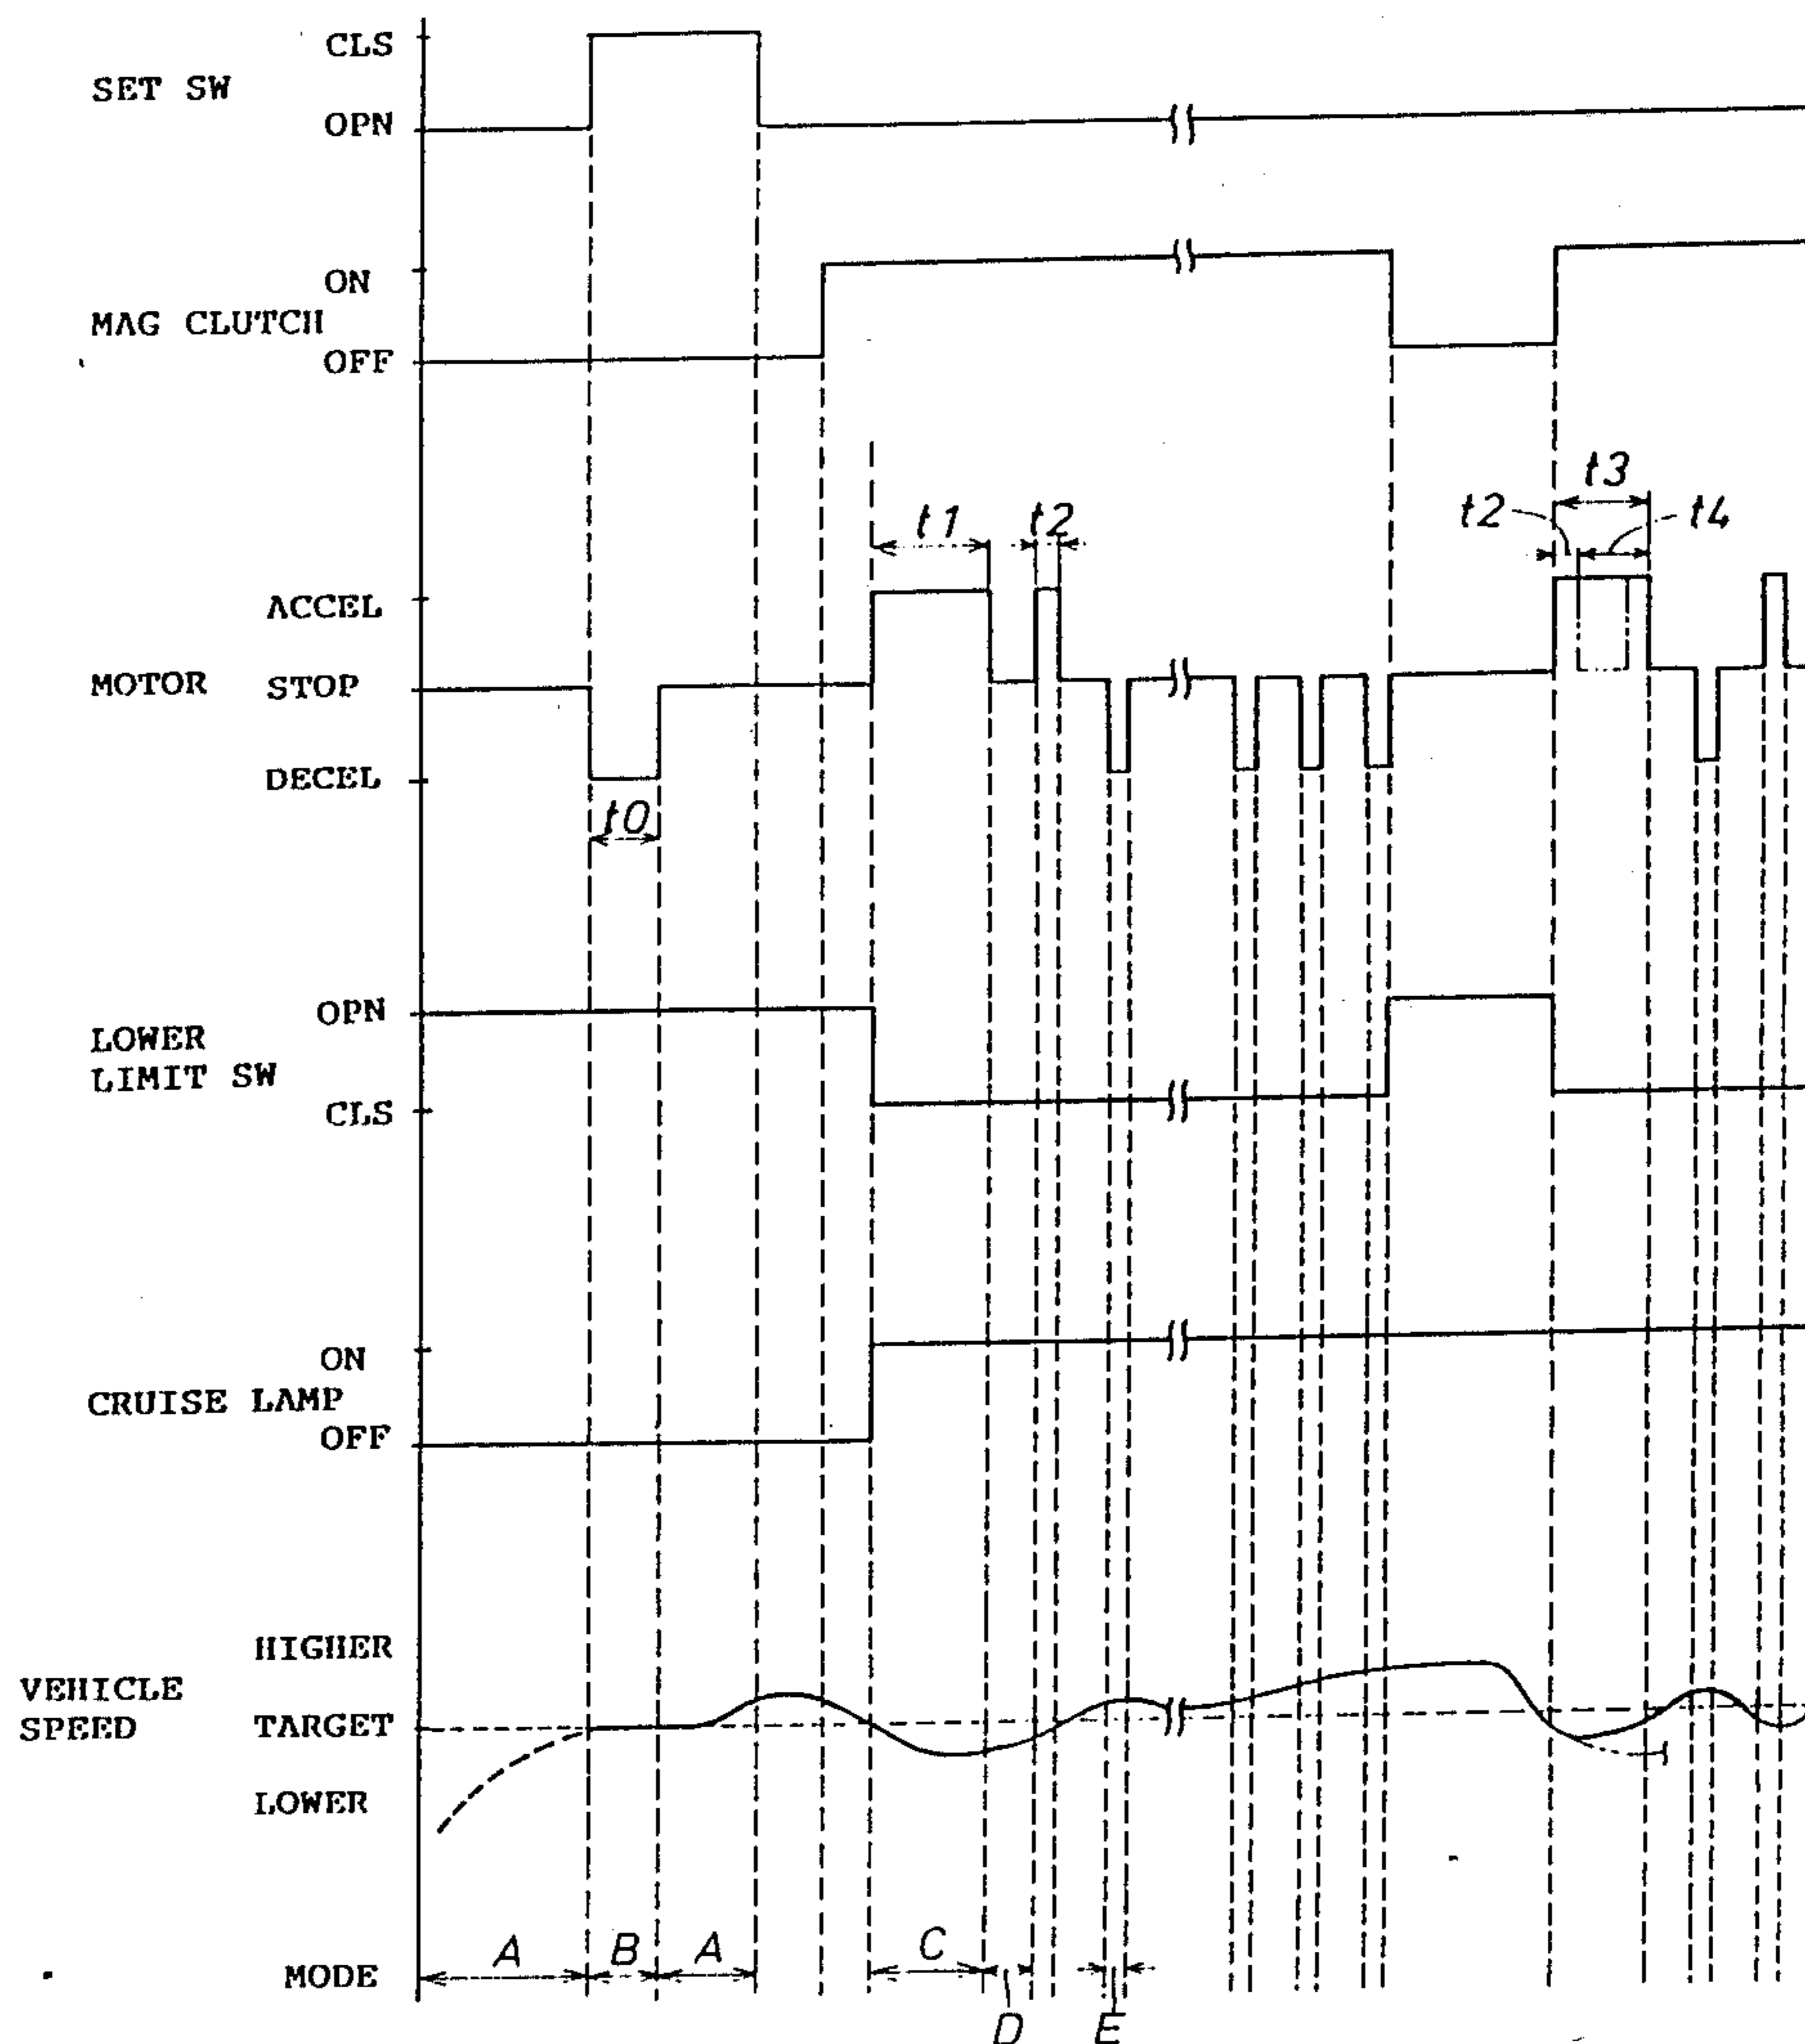 CLS
SET SW
OPN
ON
MAG CLUTCH
OFF
t1
t2
t3
t2
t4
ACCEL
MOTOR
STOP
DECEL
t0
OPN
LOWER
LIMIT SW
CLS
ON
CRUISE LAMP
OFF
HIGHER
VEHICLE
SPEED
TARGET
LOWER
MODE
A
B
A
C
D
E